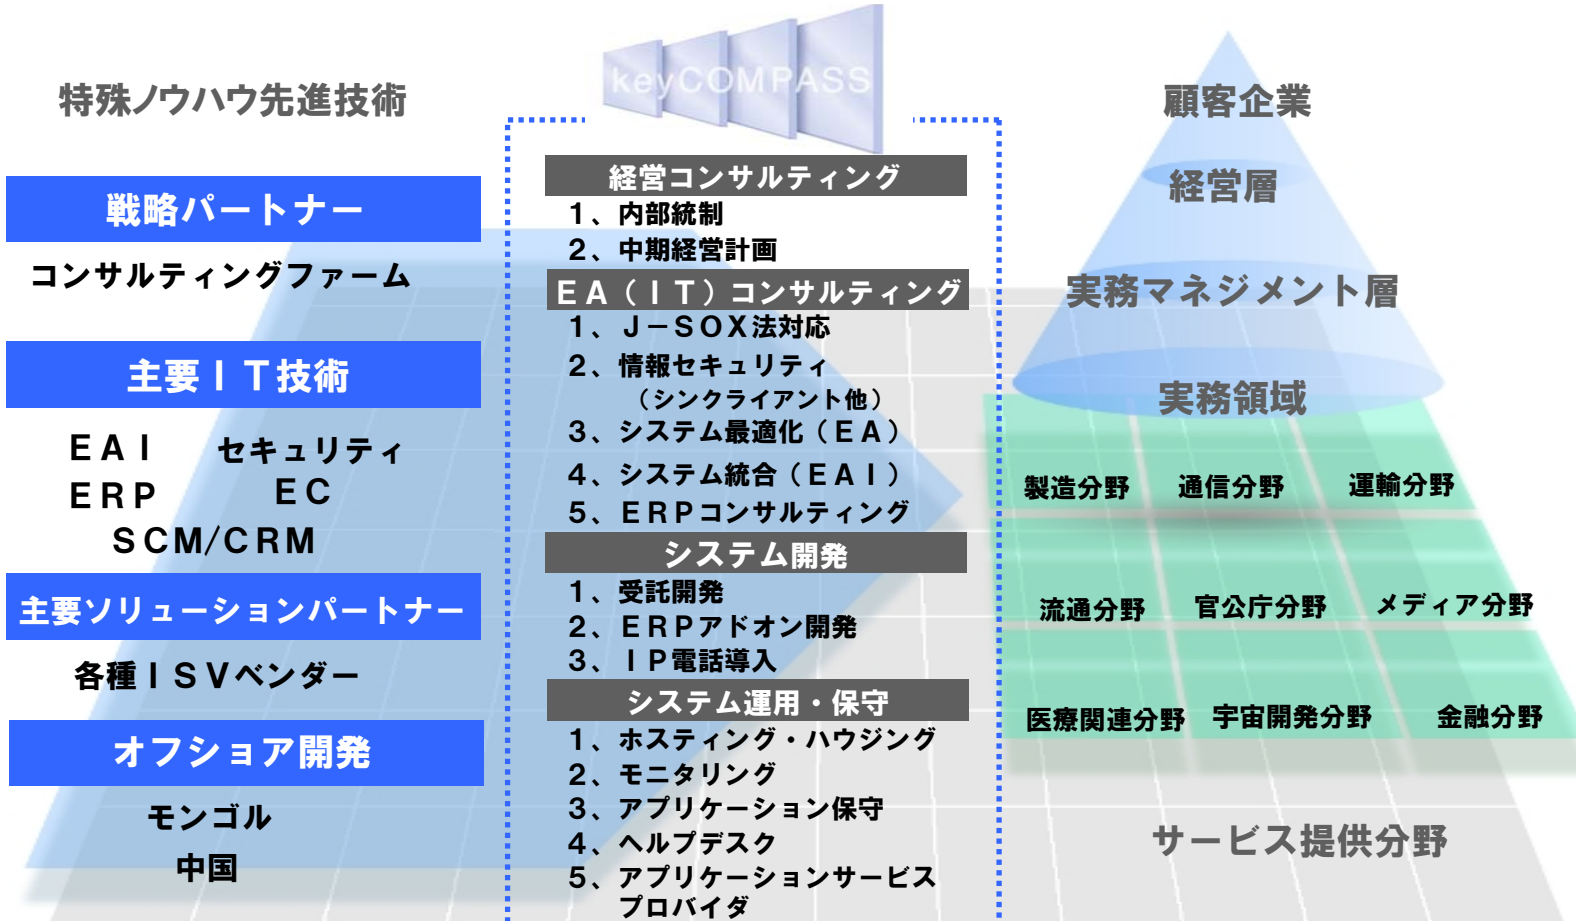 特殊ノウハウ先進技術
戦略パートナー
コンサルティングファーム
主要ＩＴ技術
ＥＡＩ　セキュリティ
ＥＲＰ　ＥＣ
ＳＣＭ/ＣＲＭ
主要ソリューションパートナー
各種ＩＳＶベンダー
オフショア開発
モンゴル
中国
keyCOMPASS
経営コンサルティング
１、内部統制
２、中期経営計画
ＥＡ（ＩＴ）コンサルティング
１、Ｊ－ＳＯＸ法対応
２、情報セキュリティ
（シンクライアント他）
３、システム最適化（ＥＡ）
４、システム統合（ＥＡＩ）
５、ＥＲＰコンサルティング
システム開発
１、受託開発
２、ＥＲＰアドオン開発
３、ＩＰ電話導入
システム運用・保守
１、ホスティング・ハウジング
２、モニタリング
３、アプリケーション保守
４、ヘルプデスク
５、アプリケーションサービス
プロバイダ
顧客企業
経営層
実務マネジメント層
実務領域
製造分野　通信分野　運輸分野
流通分野　官公庁分野　メディア分野
医療関連分野　宇宙開発分野　金融分野
サービス提供分野